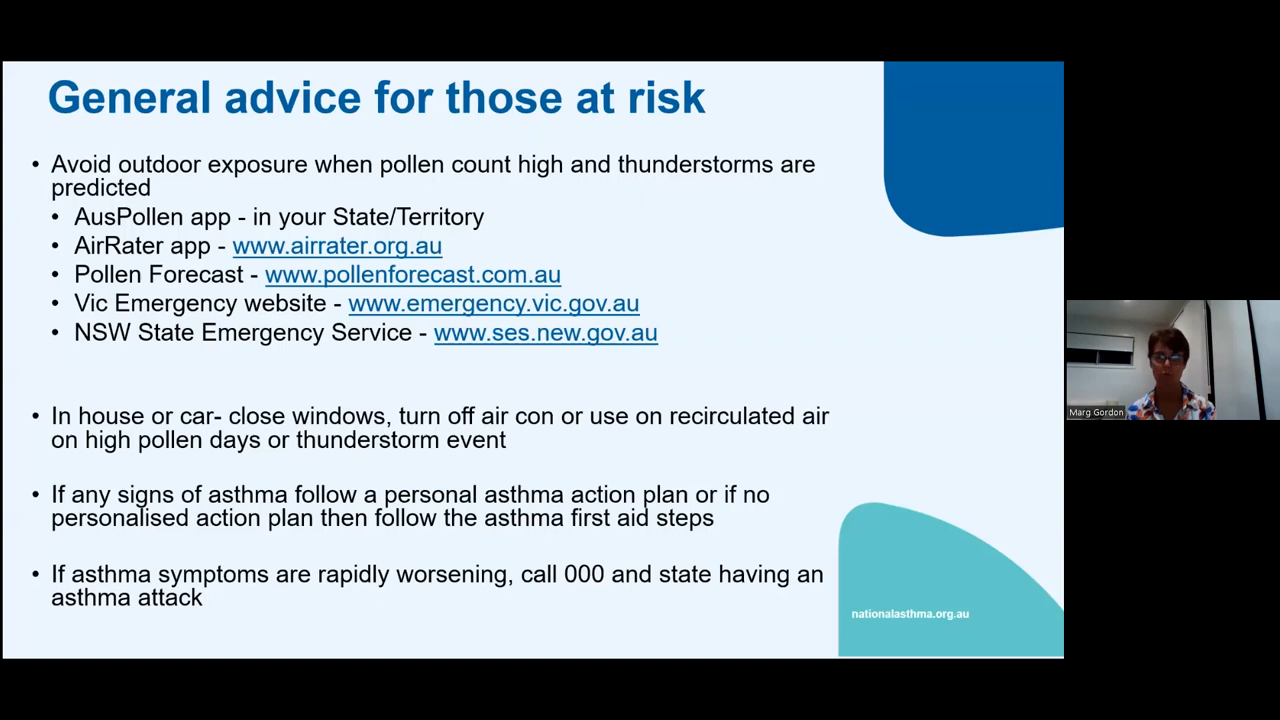 General advice for those at risk
• Avoid outdoor exposure when pollen count high and thunderstorms are
predicted
• AusPollen app - in your State/Territory
• AirRater app - www.airrater.org.au
• Pollen Forecast - www.pollenforecast.com.au
• Vic Emergency website - www.emergency.vic.gov.au
• NSW State Emergency Service - www.ses.new.gov.au
• In house or car- close windows, turn off air con or use on recirculated air
on high pollen days or thunderstorm event
• If any signs of asthma follow a personal asthma action plan or if no
personalised action plan then follow the asthma first aid steps
• If asthma symptoms are rapidly worsening, call 000 and state having an
asthma attack
nationalasthma.org.au
Marg Gordon